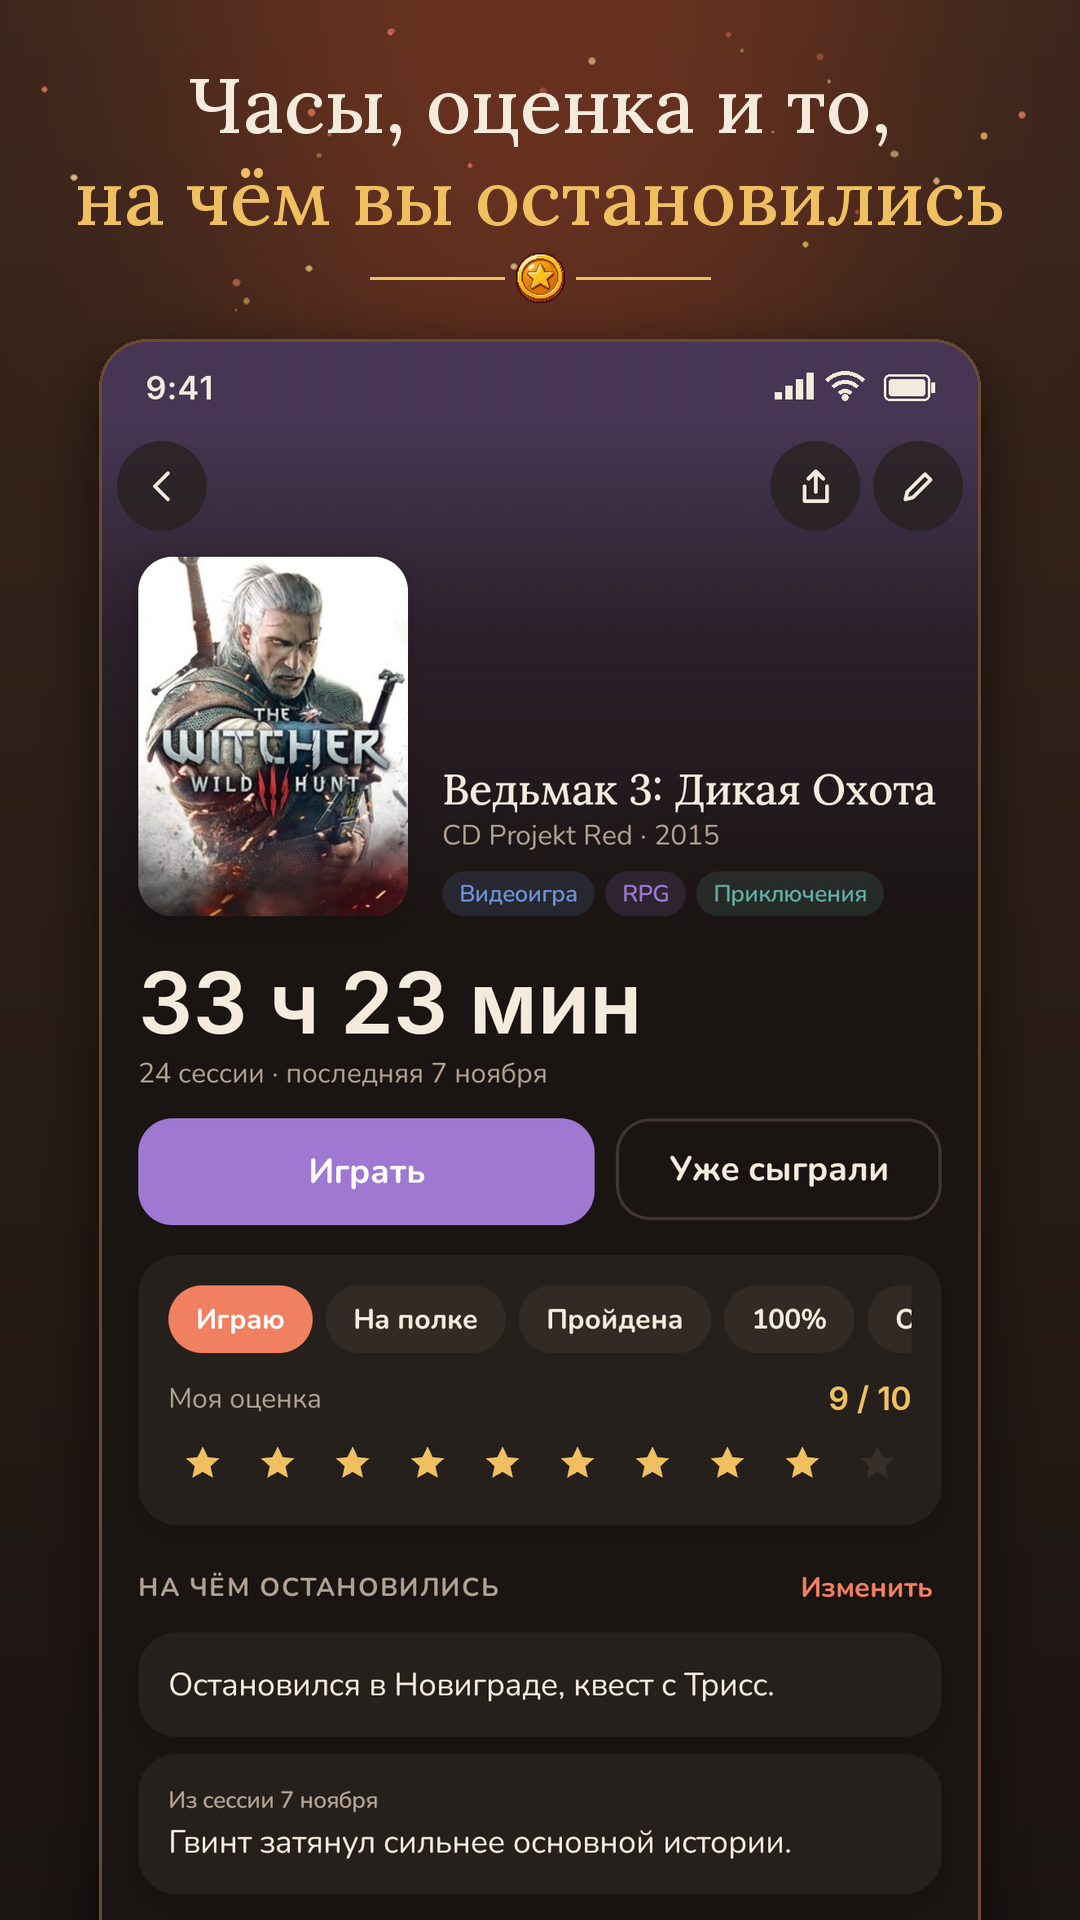 Часы, оценка и то,
на чём вы остановились
9:41
THE
WITCHER
WILD HUNT
Ведьмак 3: Дикая Охота
CD Projekt Red · 2015
Видеоигра RPG Приключения
33 ч 23 мин
24 сессии · последняя 7 ноября
Играть Уже сыграли
Играю На полке Пройдена 100%
Моя оценка 9 / 10
НА ЧЁМ ОСТАНОВИЛИСЬ Изменить
Остановился в Новиграде, квест с Трисс.
Из сессии 7 ноября
Гвинт затянул сильнее основной истории.